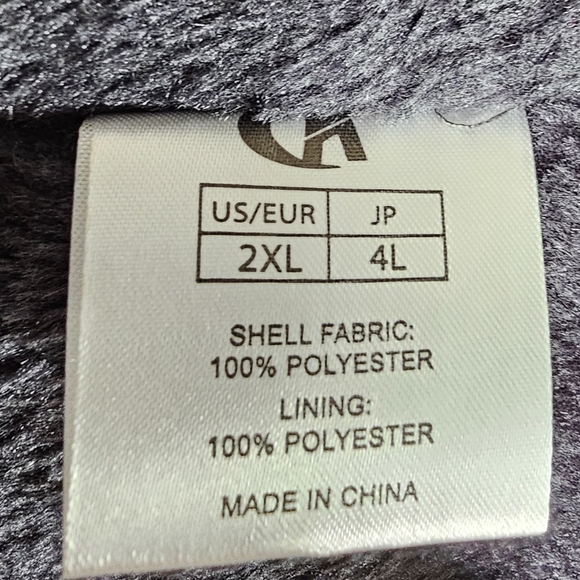 US/EUR JP
2XL 4L
SHELL FABRIC:
100% POLYESTER
LINING:
100% POLYESTER
MADE IN CHINA